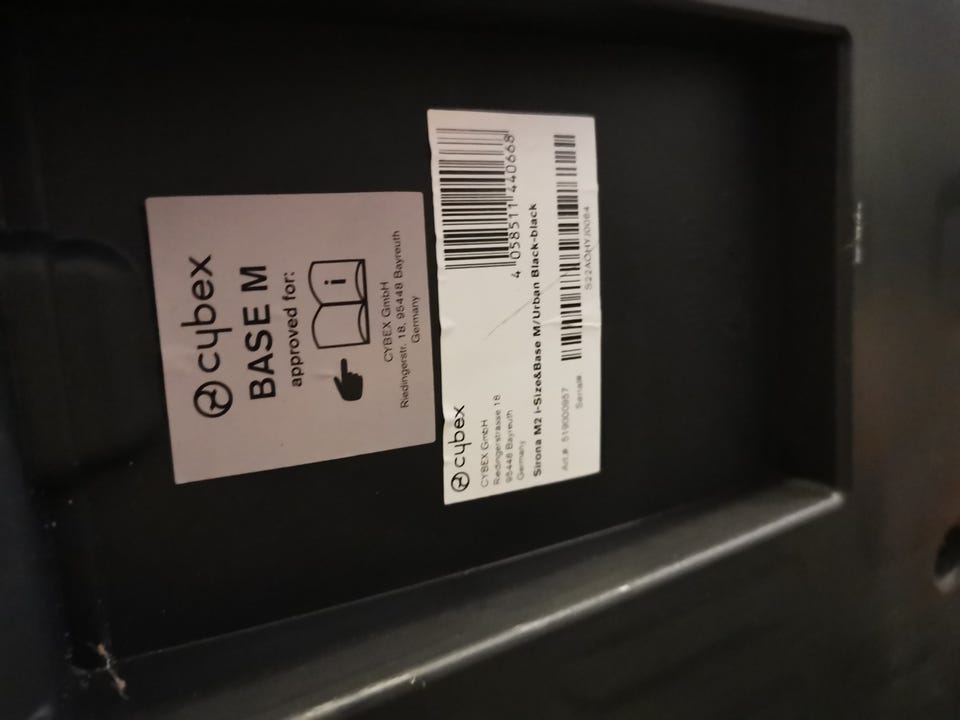 cybex
BASE M
approved for:
i
CYBEX GmbH
Riedingerstr. 18, 95448 Bayreuth
Germany
4 058511 440668
cybex
CYBEX GmbH
Riedingerstrasse 18
95448 Bayreuth
Germany
Sirona M2 i-Size&Base M/Urban Black-black
Art.# 519000957
Serial#